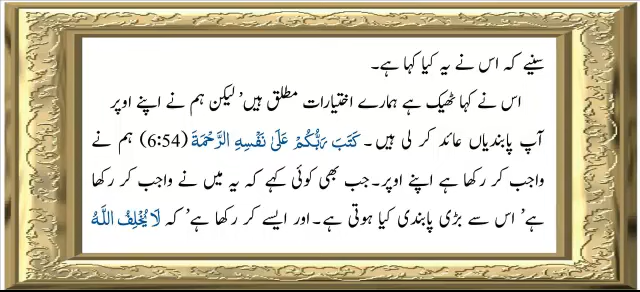 سنیے کہ اس نے یہ کیا کہا ہے۔
اس نے کہا ٹھیک ہے ہمارے اختیارات مطلق ہیں’ لیکن ہم نے اپنے اوپر
آپ پابندیاں عائد کر لی ہیں۔ کَتَبَ رَبُّکُمْ عَلیٰ نَفْسِہِ الرَّحْمَۃَ (6:54) ہم نے
واجب کر رکھا ہے اپنے اوپر۔جب بھی کوئی کہے کہ یہ میں نے واجب کر رکھا
ہے’ اس سے بڑی پابندی کیا ہوتی ہے۔اور ایسے کر رکھا ہے’ کہ لَا یُخْلِفُ اللّٰہُ